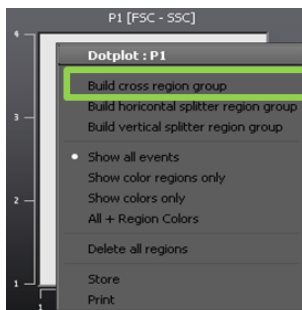 P1 [FSC - SSC]
4
Dotplot : P1
Build cross region group
Build horicontal splitter region group
3
Build vertical splitter region group
Show all events
Show color regions only
2
Show colors only
All + Region Colors
Delete all regions
Store
1
Print
1